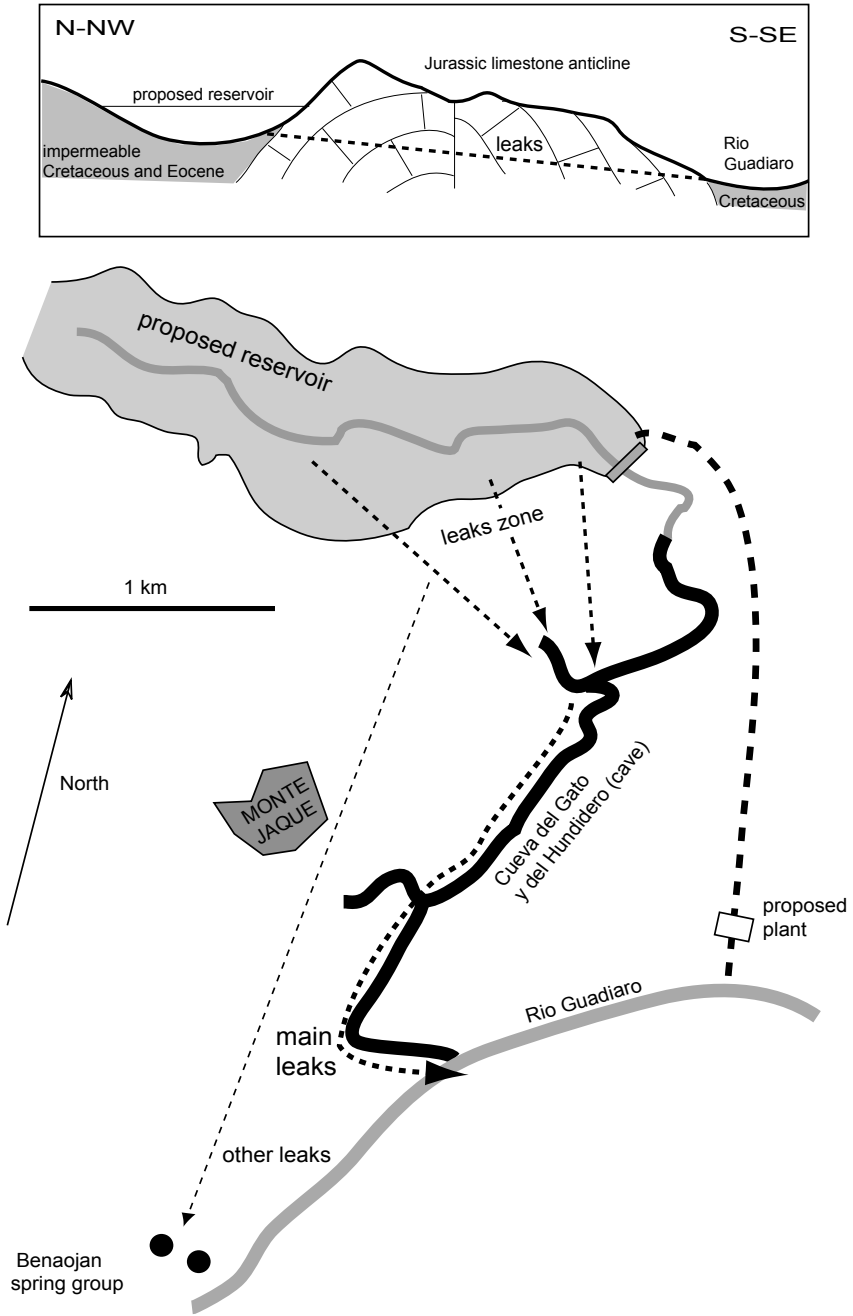 N-NW
S-SE
Jurassic limestone anticline
proposed reservoir
leaks
Rio
Guadiaro
impermeable
Cretaceous and Eocene
Cretaceous
proposed reservoir
leaks zone
1 km
North
MONTE
JAQUE
Cueva del Gato
y del Hundidero (cave)
proposed
plant
Rio Guadiaro
main
leaks
other leaks
Benaojan
spring group